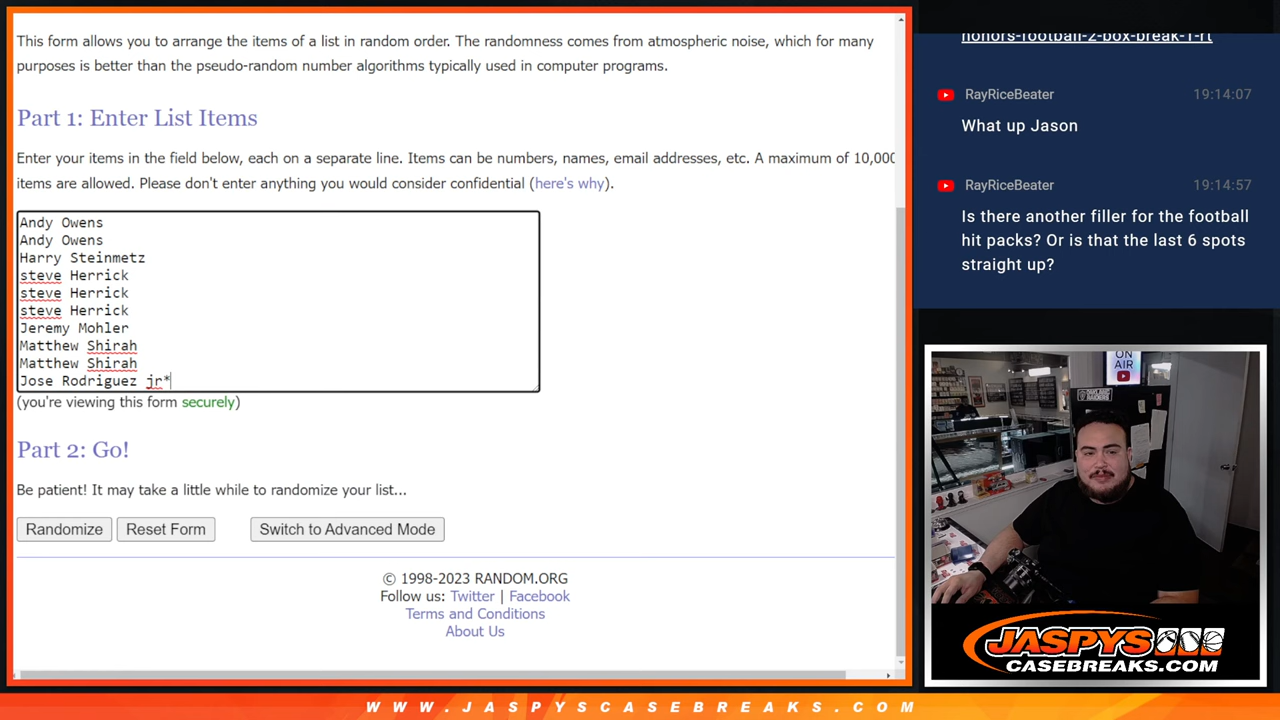 This form allows you to arrange the items of a list in random order. The randomness comes from atmospheric noise, which for many
purposes is better than the pseudo-random number algorithms typically used in computer programs.
Part 1: Enter List Items
Enter your items in the field below, each on a separate line. Items can be numbers, names, email addresses, etc. A maximum of 10,000
items are allowed. Please don't enter anything you would consider confidential (here's why).
Andy Owens
Andy Owens
Harry Steinmetz
steve Herrick
steve Herrick
steve Herrick
Jeremy Mohler
Matthew Shirah
Matthew Shirah
Jose Rodriguez jr*
(you're viewing this form securely)
Part 2: Go!
Be patient! It may take a little while to randomize your list...
Randomize Reset Form Switch to Advanced Mode
© 1998-2023 RANDOM.ORG
Follow us: Twitter | Facebook
Terms and Conditions
About Us
honors-football-2-box-break-1-rt
RayRiceBeater 19:14:07
What up Jason
RayRiceBeater 19:14:57
Is there another filler for the football
hit packs? Or is that the last 6 spots
straight up?
ON
AIR
JASPYS
CASEBREAKS.COM
WWW.JASPYSCASEBREAKS.COM